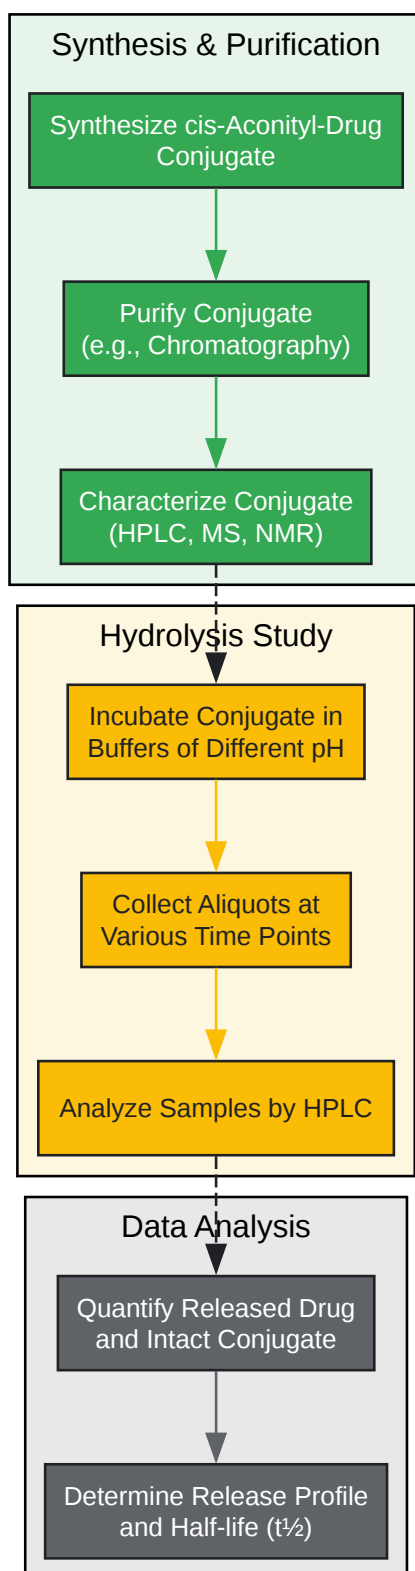 Synthesis & Purification
Synthesize cis-Aconityl-Drug
Conjugate
Purify Conjugate
(e.g., Chromatography)
Characterize Conjugate
(HPLC, MS, NMR)
Hydrolysis Study
Incubate Conjugate in
Buffers of Different pH
Collect Aliquots at
Various Time Points
Analyze Samples by HPLC
Data Analysis
Quantify Released Drug
and Intact Conjugate
Determine Release Profile
and Half-life (t½)